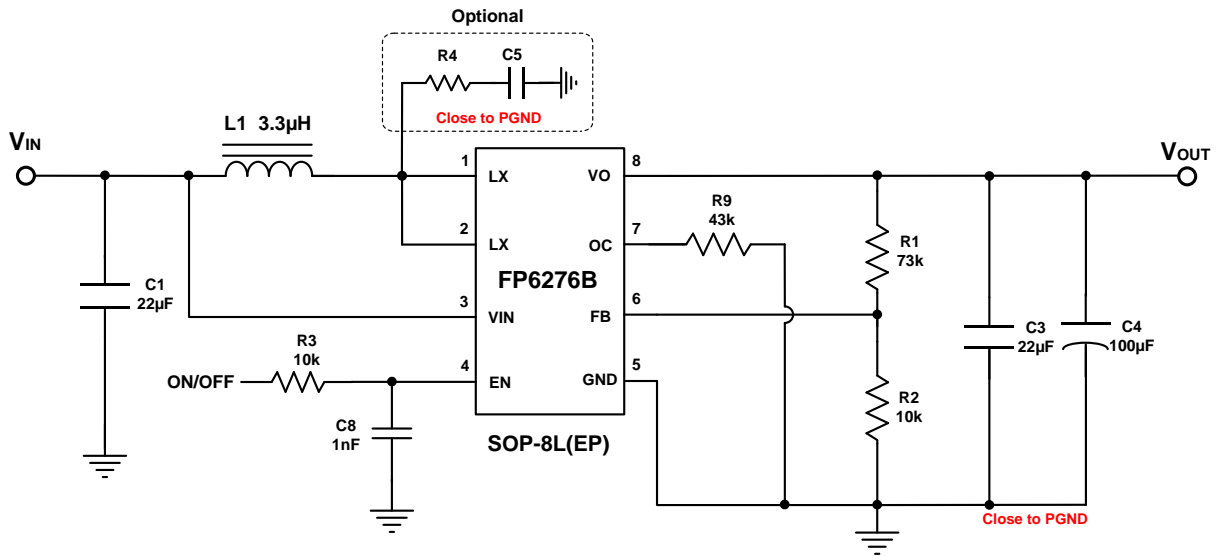 Optional
R4
C5
Close to PGND
L1 3.3µH
VIN
VOUT
1
LX
VO
8
R9
43k
2
LX
OC
7
R1
73k
FP6276B
C1
22µF
3
VIN
FB
6
R3
10k
C3
22µF
C4
100µF
ON/OFF
4
EN
GND
5
R2
10k
C8
1nF
SOP-8L(EP)
Close to PGND